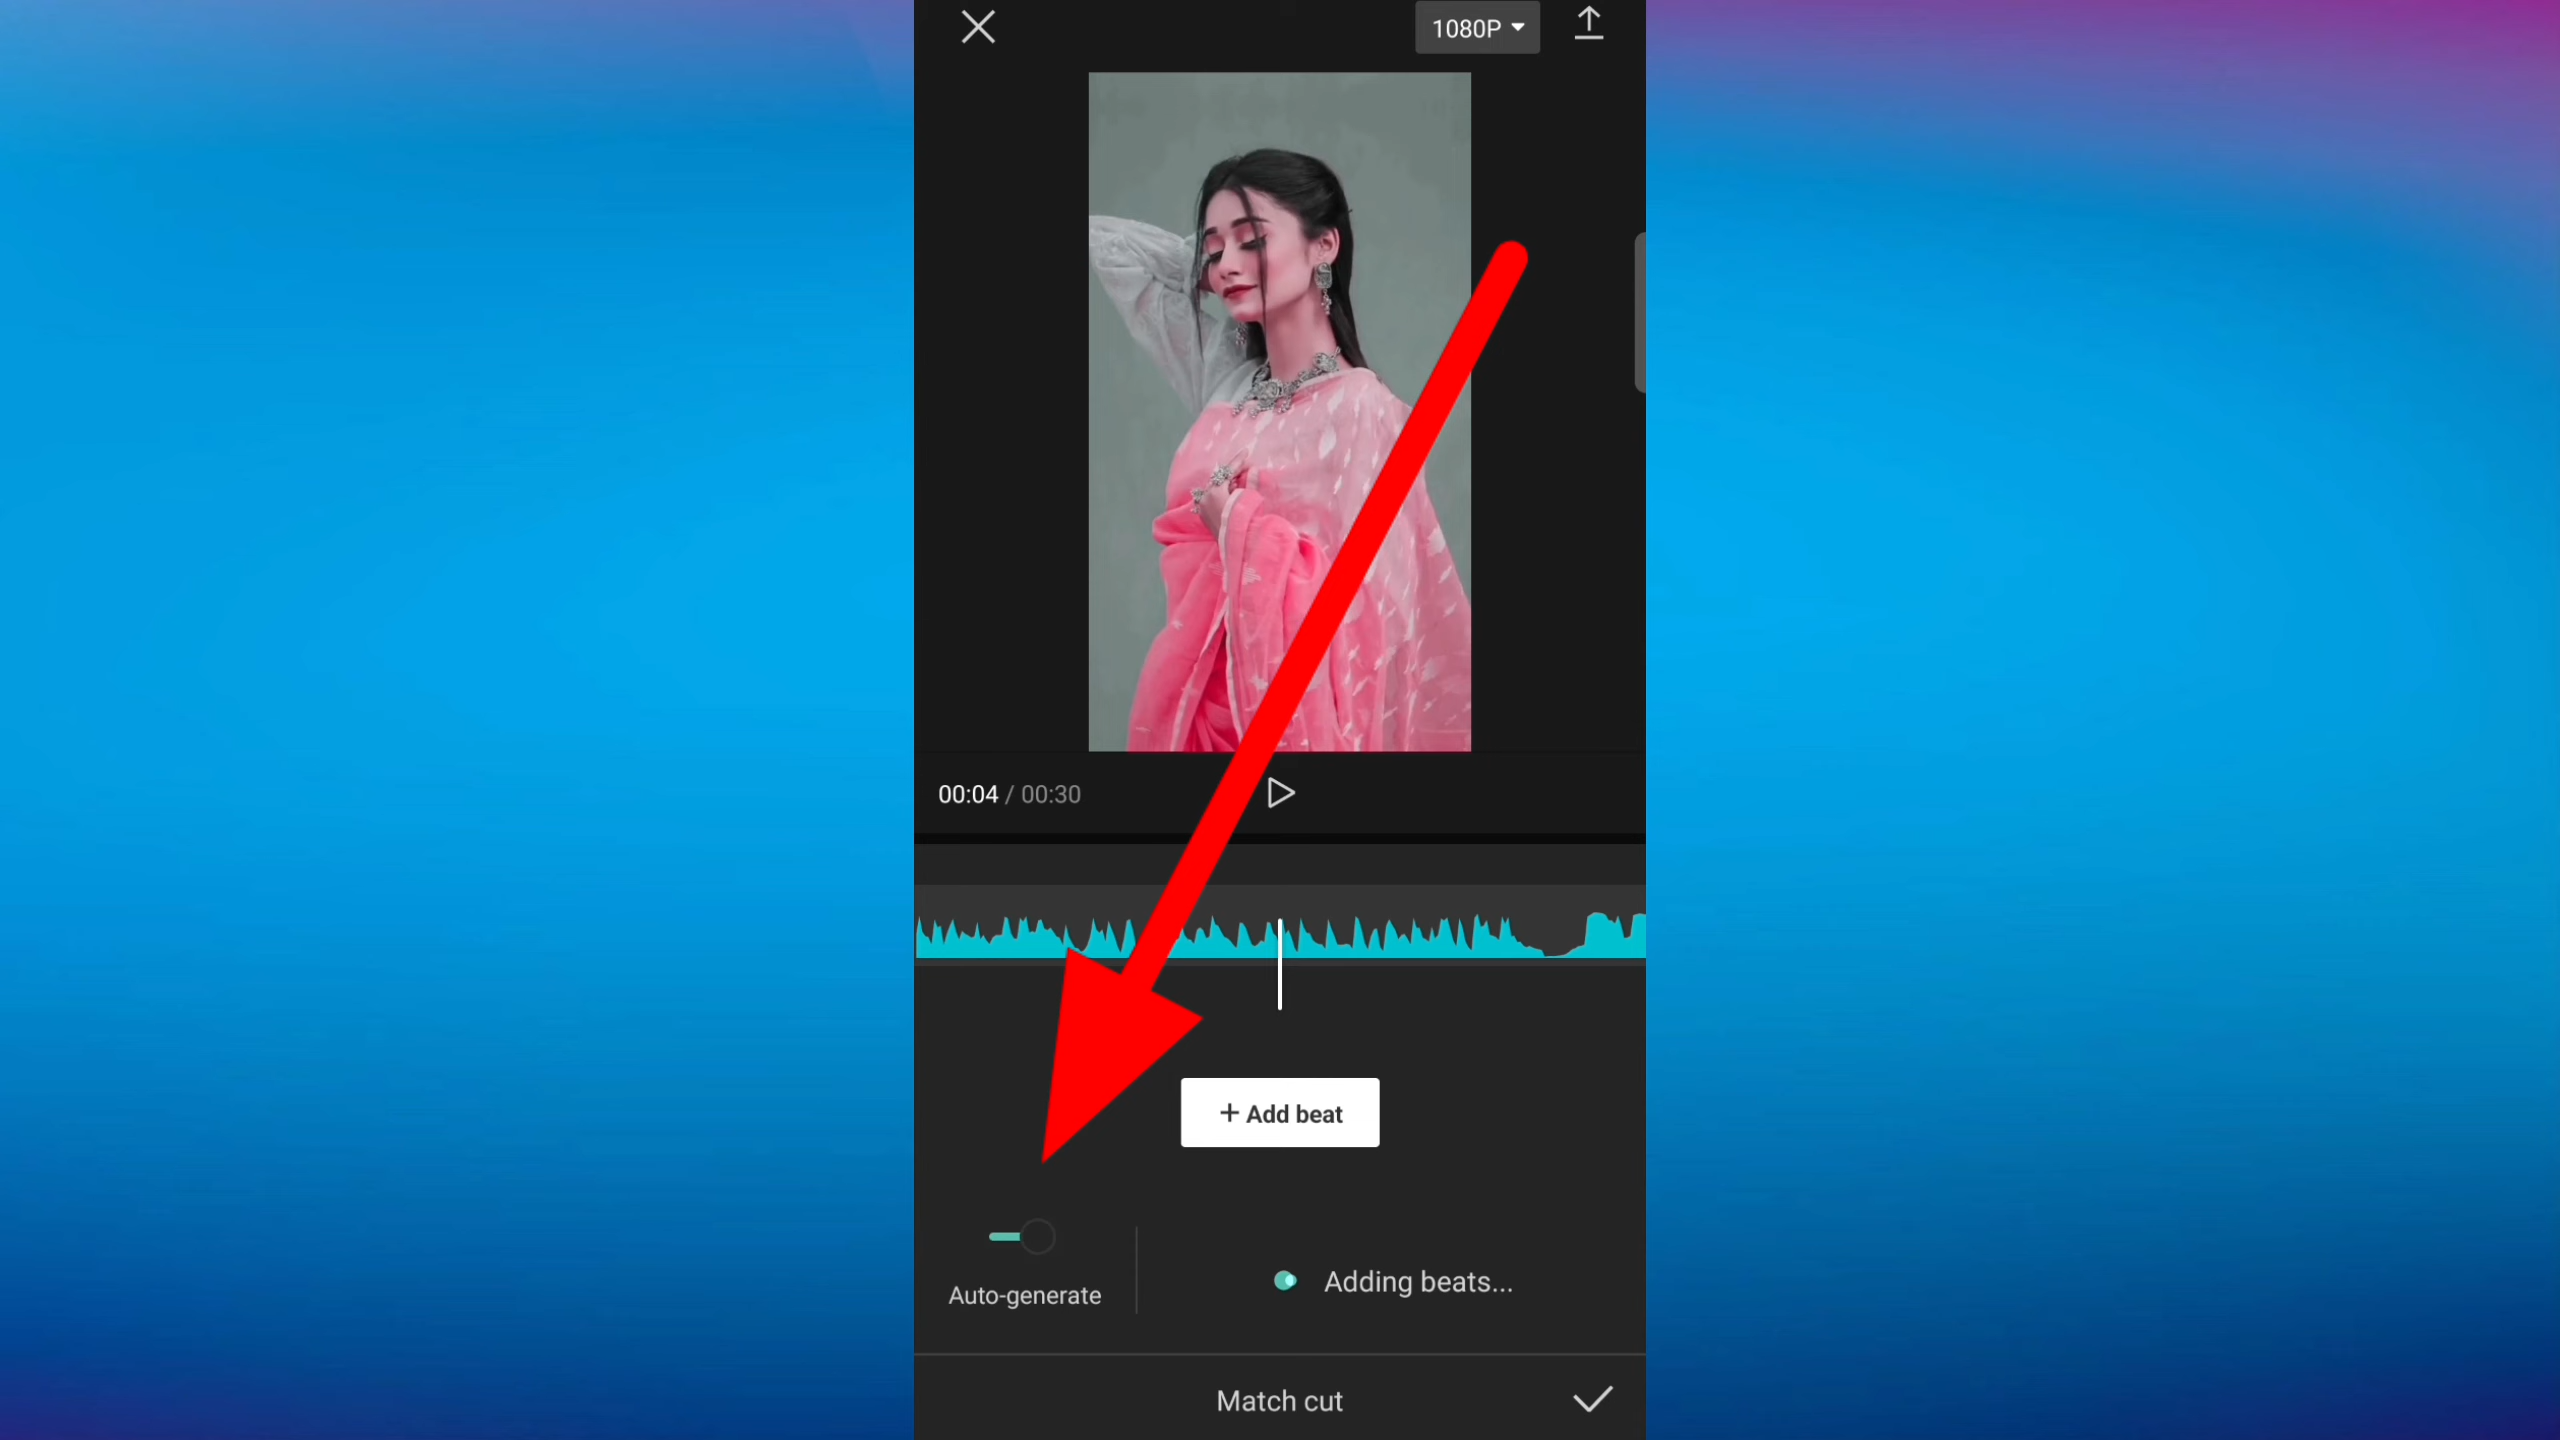 1080P
00:04 / 00:30
+ Add beat
Auto-generate
Adding beats...
Match cut